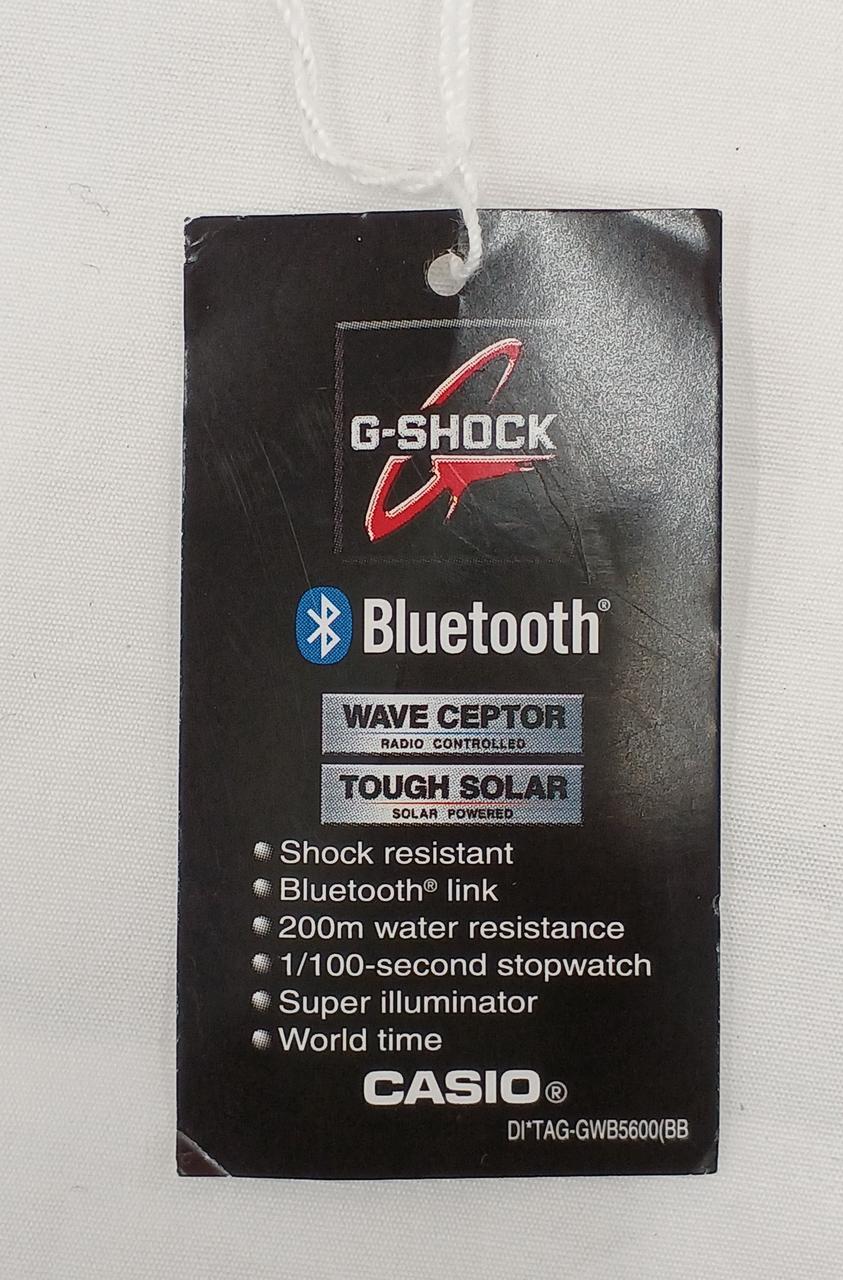 G-SHOCK
Bluetooth®
WAVE CEPTOR
RADIO CONTROLLED
TOUGH SOLAR
SOLAR POWERED
Shock resistant
Bluetooth® link
200m water resistance
1/100-second stopwatch
Super illuminator
World time
CASIO®
DI*TAG-GWB5600(BB